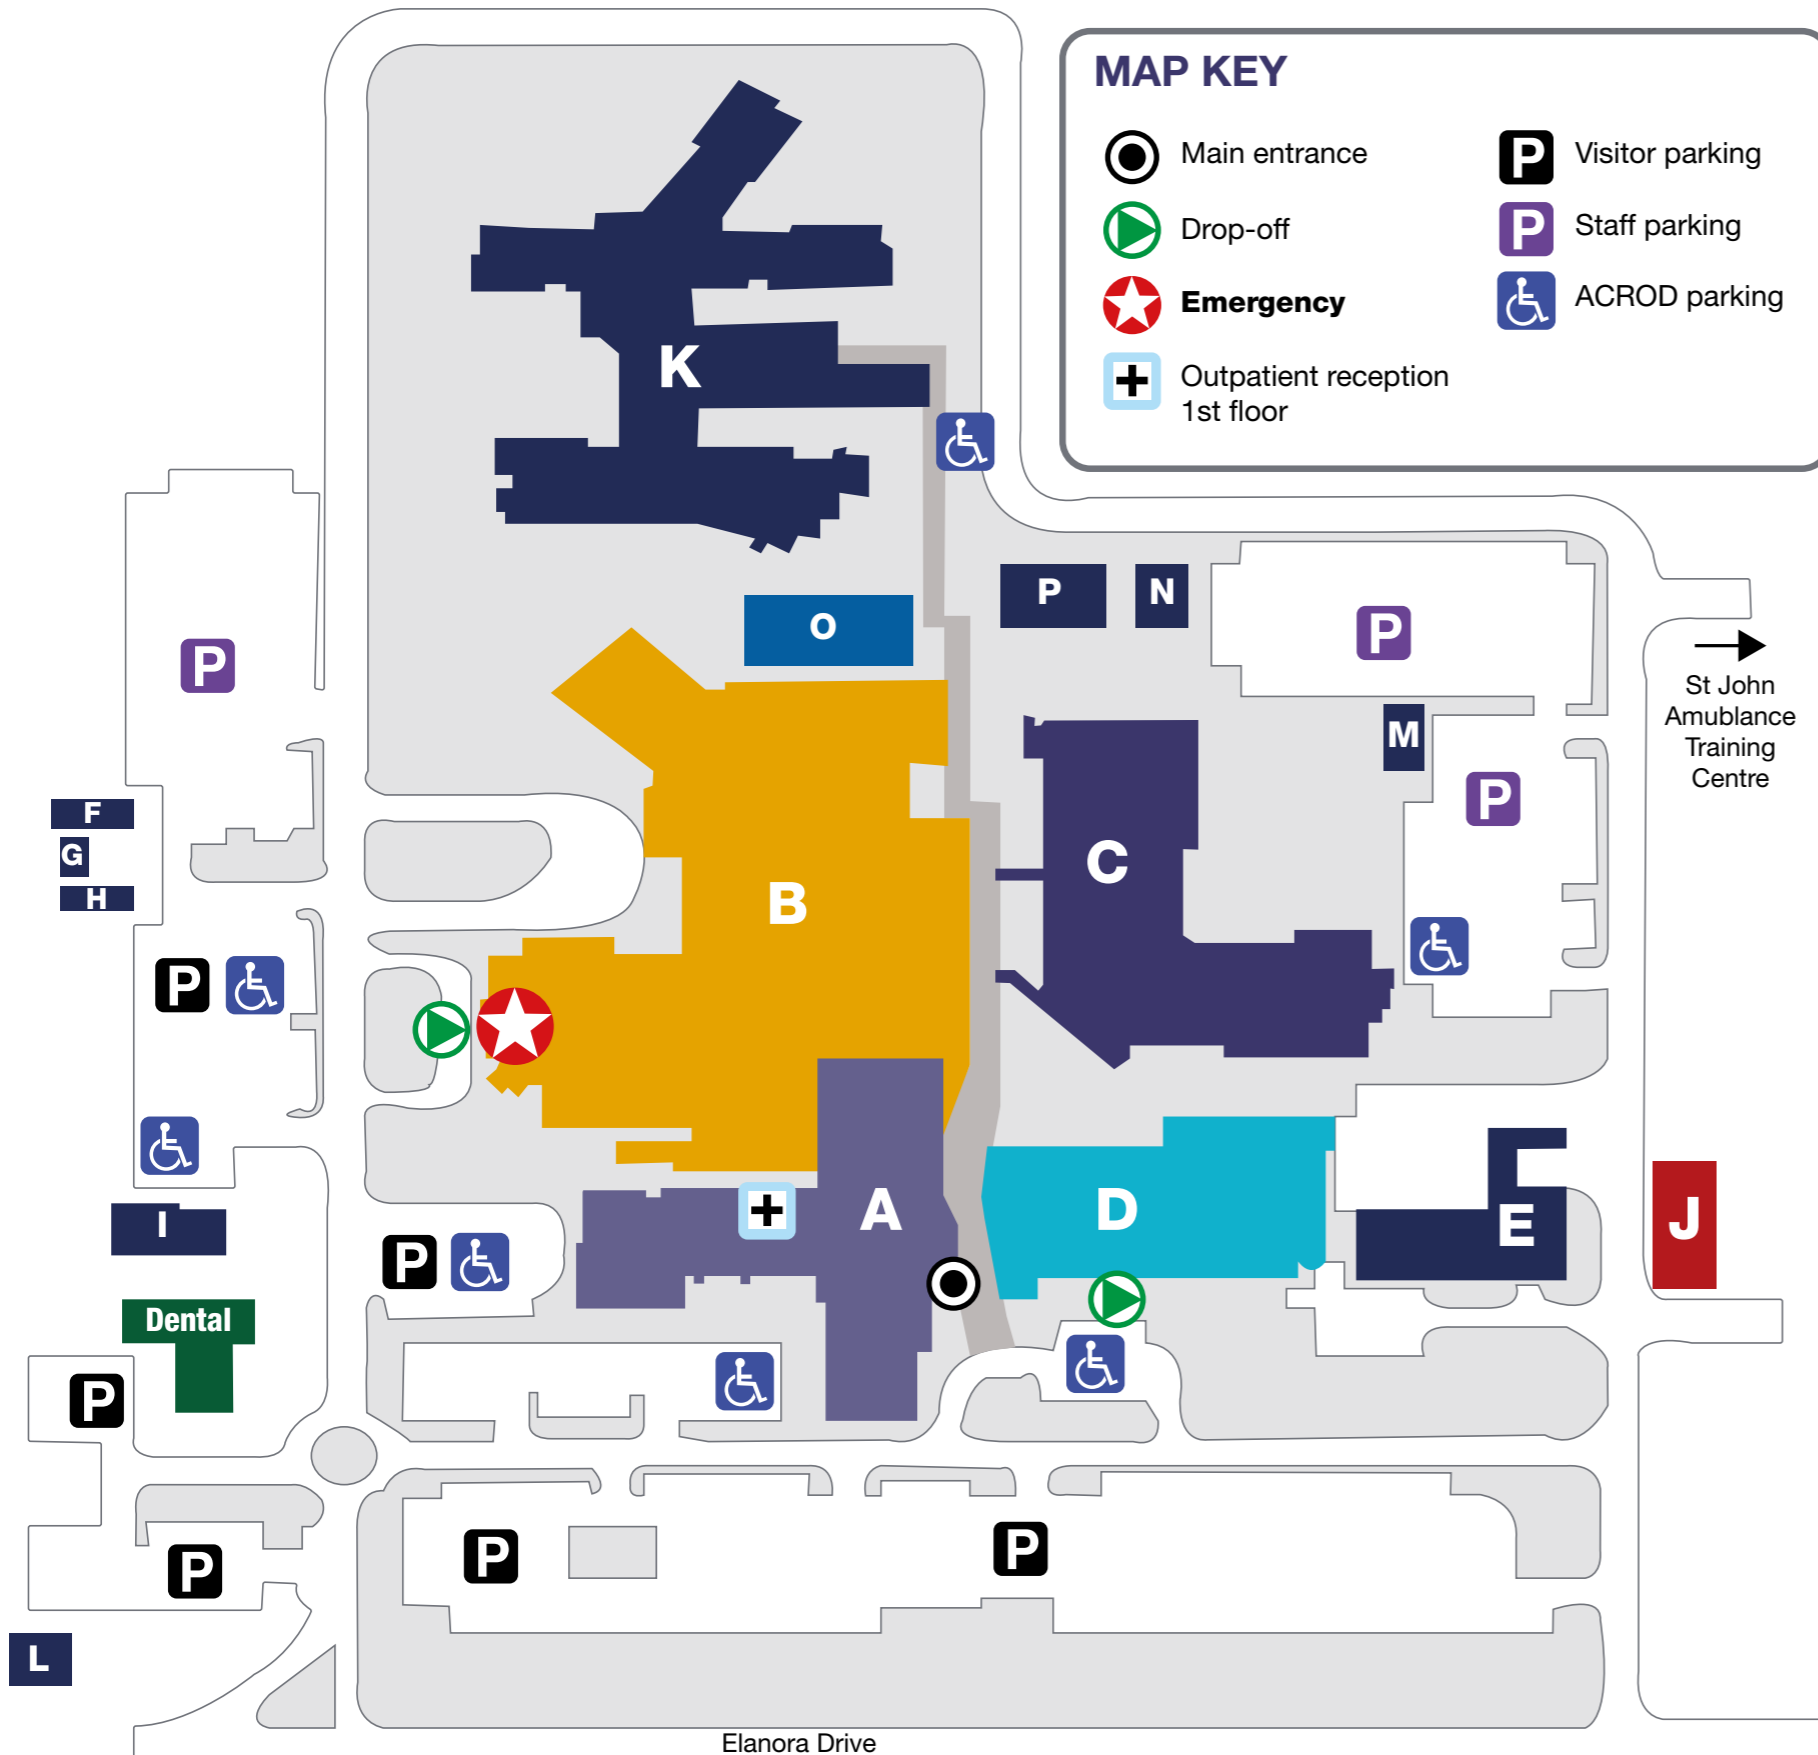 MAP KEY
Main entrance
Visitor parking
Drop-off
P Staff parking
Emergency
ACROD parking
Outpatient reception
1st floor
P
K
P
N
O
P
P
M
St John
Amublance
Training
Centre
P
F
G
H
C
B
P
I
A
D
E
J
P
Dental
P
P
P
P
L
Elanora Drive